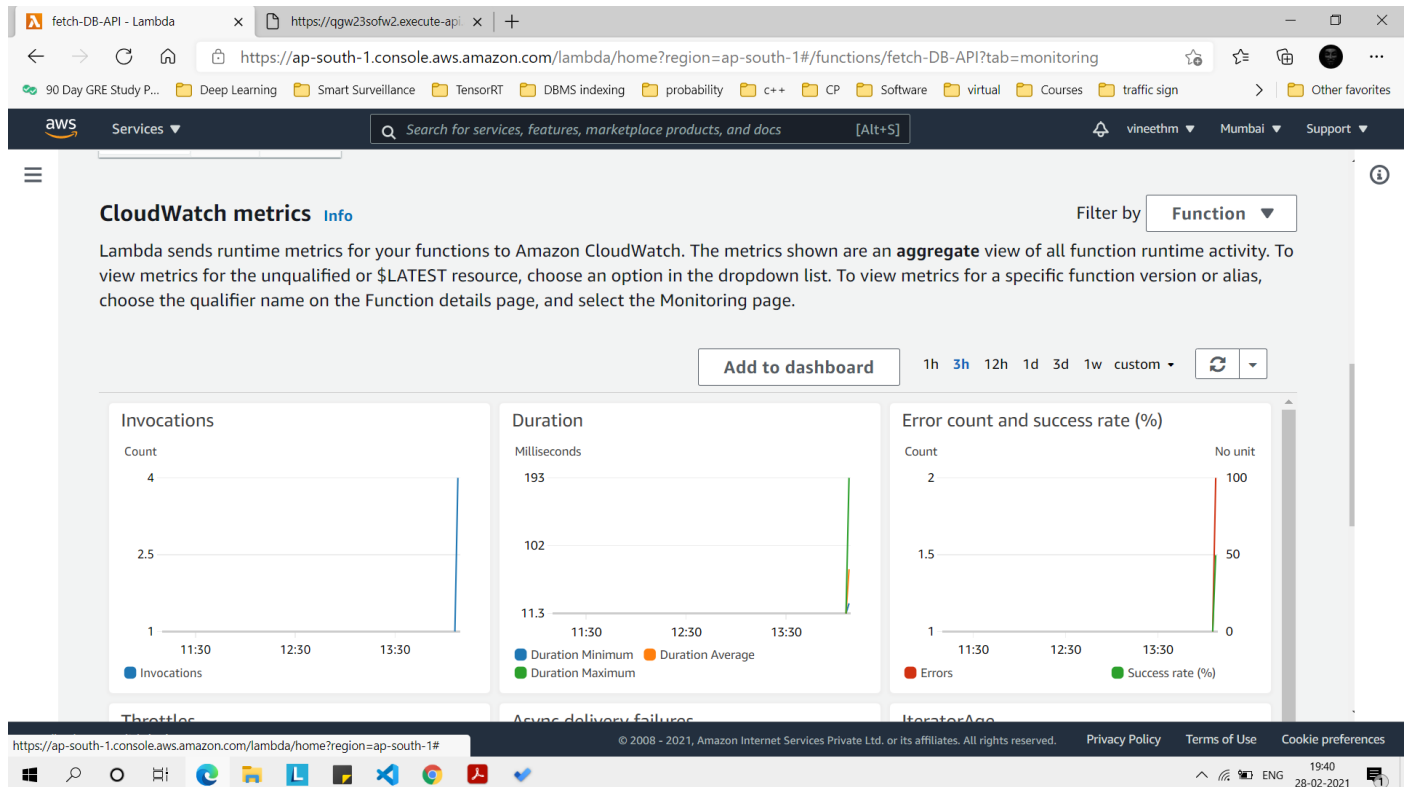 fetch-DB-API - Lambda
https://qgw23sofw2.execute-api.
https://ap-south-1.console.aws.amazon.com/lambda/home?region=ap-south-1#/functions/fetch-DB-API?tab=monitoring
90 Day GRE Study P... Deep Learning Smart Surveillance TensorRT DBMS indexing probability c++ CP Software virtual Courses traffic sign Other favorites
aws Services ▼ Search for services, features, marketplace products, and docs [Alt+S] vineethm ▼ Mumbai ▼ Support ▼
CloudWatch metrics Info
Filter by Function ▼
Lambda sends runtime metrics for your functions to Amazon CloudWatch. The metrics shown are an aggregate view of all function runtime activity. To
view metrics for the unqualified or $LATEST resource, choose an option in the dropdown list. To view metrics for a specific function version or alias,
choose the qualifier name on the Function details page, and select the Monitoring page.
Add to dashboard 1h 3h 12h 1d 3d 1w custom
Invocations
Count
4
2.5
1
11:30 12:30 13:30
Invocations
Duration
Milliseconds
193
102
11.3
11:30 12:30 13:30
Duration Minimum Duration Average
Duration Maximum
Error count and success rate (%)
Count No unit
2 100
1.5 50
1 0
11:30 12:30 13:30
Errors Success rate (%)
Throttles
Async delivery failures
IteratorAge
https://ap-south-1.console.aws.amazon.com/lambda/home?region=ap-south-1#
© 2008 - 2021, Amazon Internet Services Private Ltd. or its affiliates. All rights reserved. Privacy Policy Terms of Use Cookie preferences
ENG
19:40
28-02-2021
1